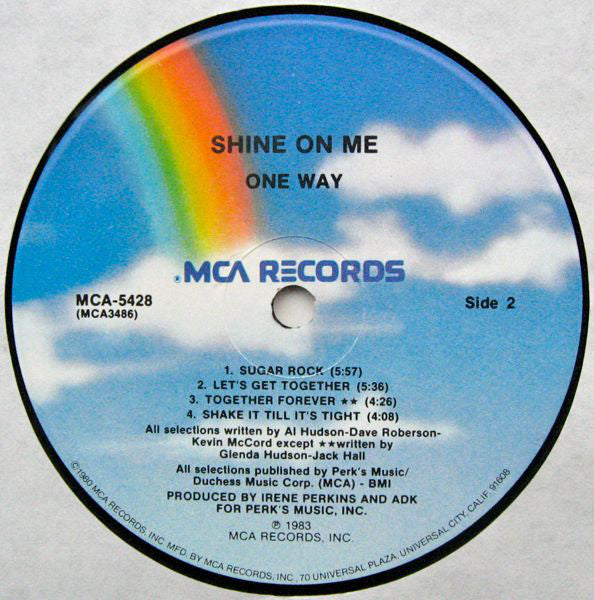 SHINE ON ME
ONE WAY
®MCA RECORDS
MCA-5428
(MCA3486)
Side 2
1. SUGAR ROCK (5:57)
2. LET'S GET TOGETHER (5:36)
3. TOGETHER FOREVER ★★ (4:26)
4. SHAKE IT TILL IT'S TIGHT (4:08)
All selections written by Al Hudson-Dave Roberson-
Kevin McCord except ★★written by
Glenda Hudson-Jack Hall
All selections published by Perk's Music/
Duchess Music Corp. (MCA) - BMI
PRODUCED BY IRENE PERKINS AND ADK
FOR PERK'S MUSIC, INC.
℗ 1983
MCA RECORDS, INC.
©1980 MCA RECORDS, INC. MFD. BY MCA RECORDS, INC., 70 UNIVERSAL PLAZA, UNIVERSAL CITY, CALIF. 91608